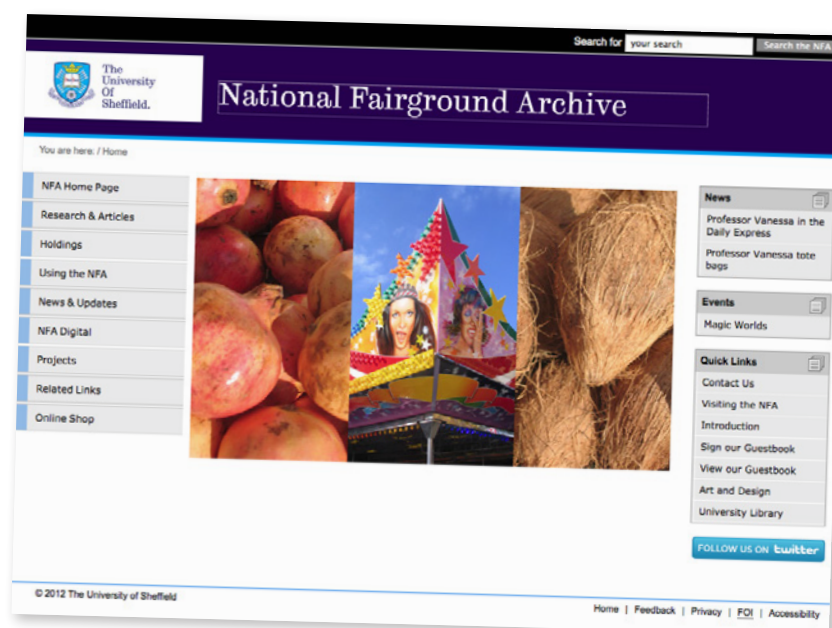 Search for your search Search the NFA
The
University
Of
Sheffield.
National Fairground Archive
You are here: / Home
NFA Home Page
Research & Articles
Holdings
Using the NFA
News & Updates
NFA Digital
Projects
Related Links
Online Shop
News
Professor Vanessa in the
Daily Express
Professor Vanessa tote
bags
Events
Magic Worlds
Quick Links
Contact Us
Visiting the NFA
Introduction
Sign our Guestbook
View our Guestbook
Art and Design
University Library
FOLLOW US ON twitter
© 2012 The University of Sheffield
Home | Feedback | Privacy | FOI | Accessibility